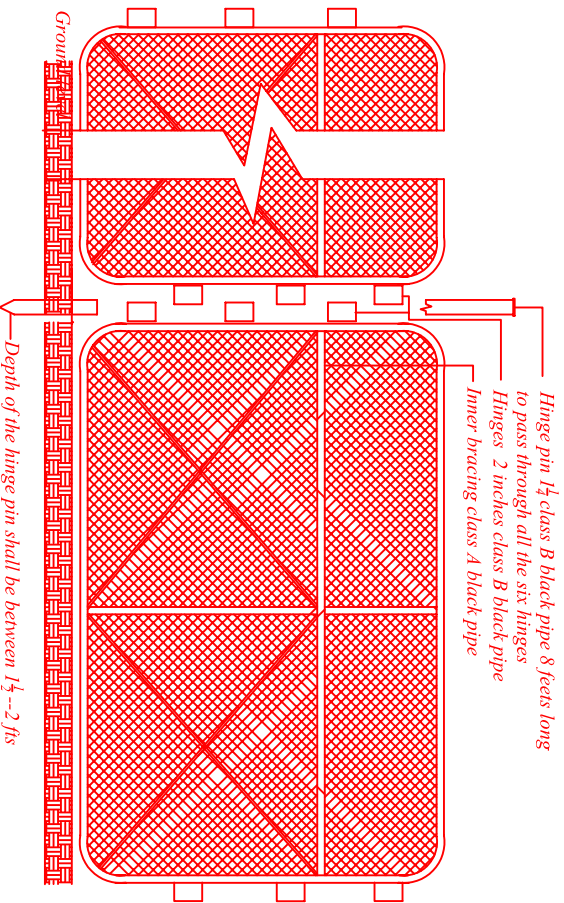 Hinge pin 1¼ class B black pipe 8 feets long
to pass through all the six hinges
Hinges 2 inches class B black pipe
Inner bracing class A black pipe
Depth of the hinge pin shall be between 1½--2 fts